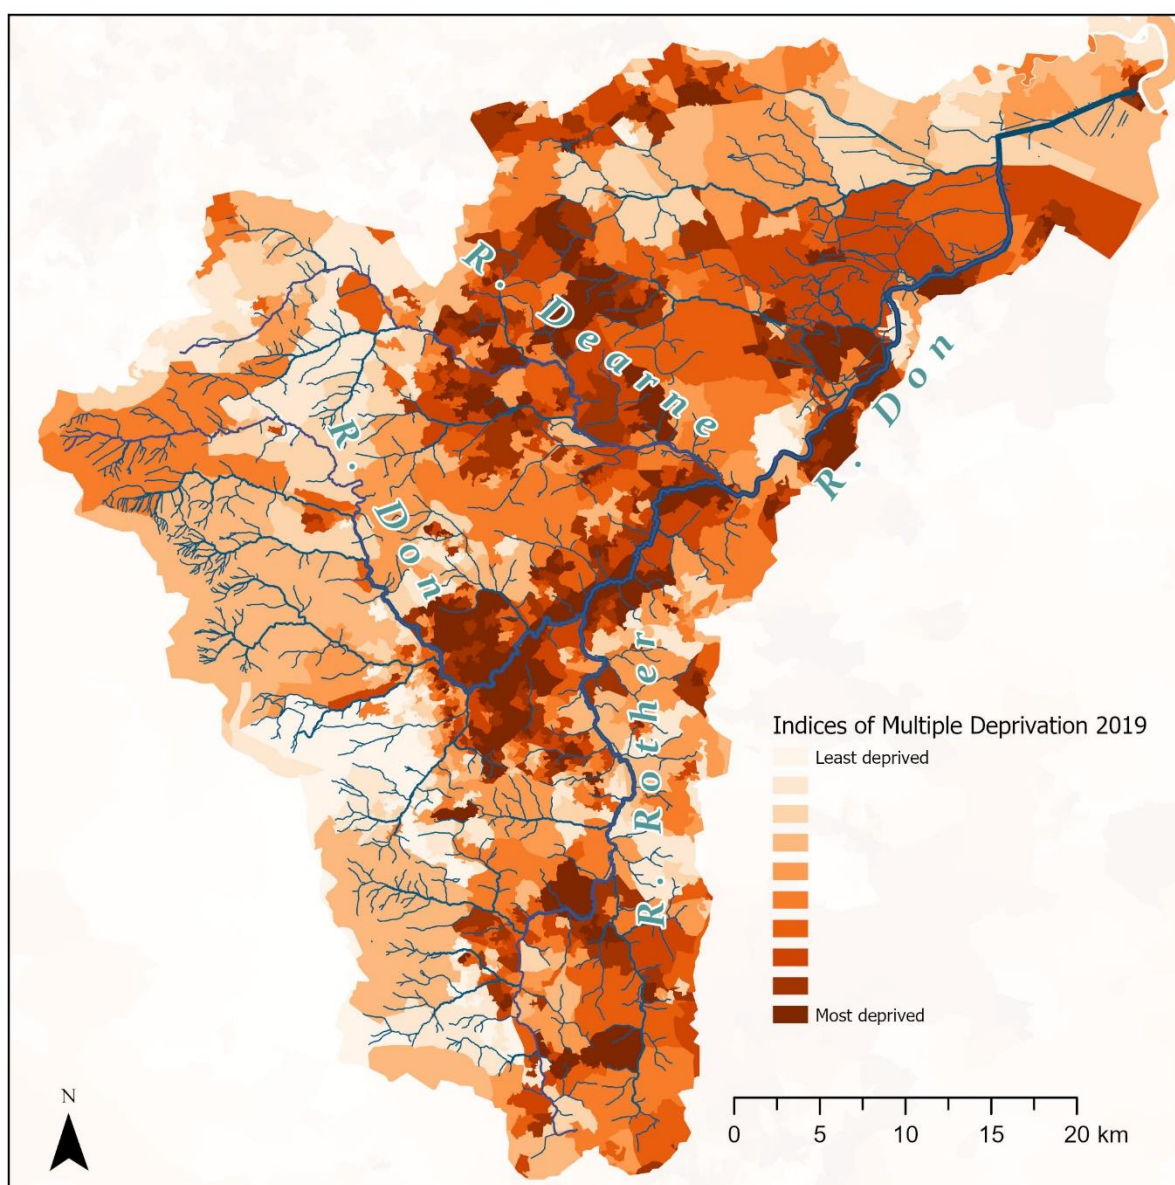 R. Dearne
R. Don
R. Don
R. Rother
Indices of Multiple Deprivation 2019
Least deprived
Most deprived
N
0 5 10 15 20 km